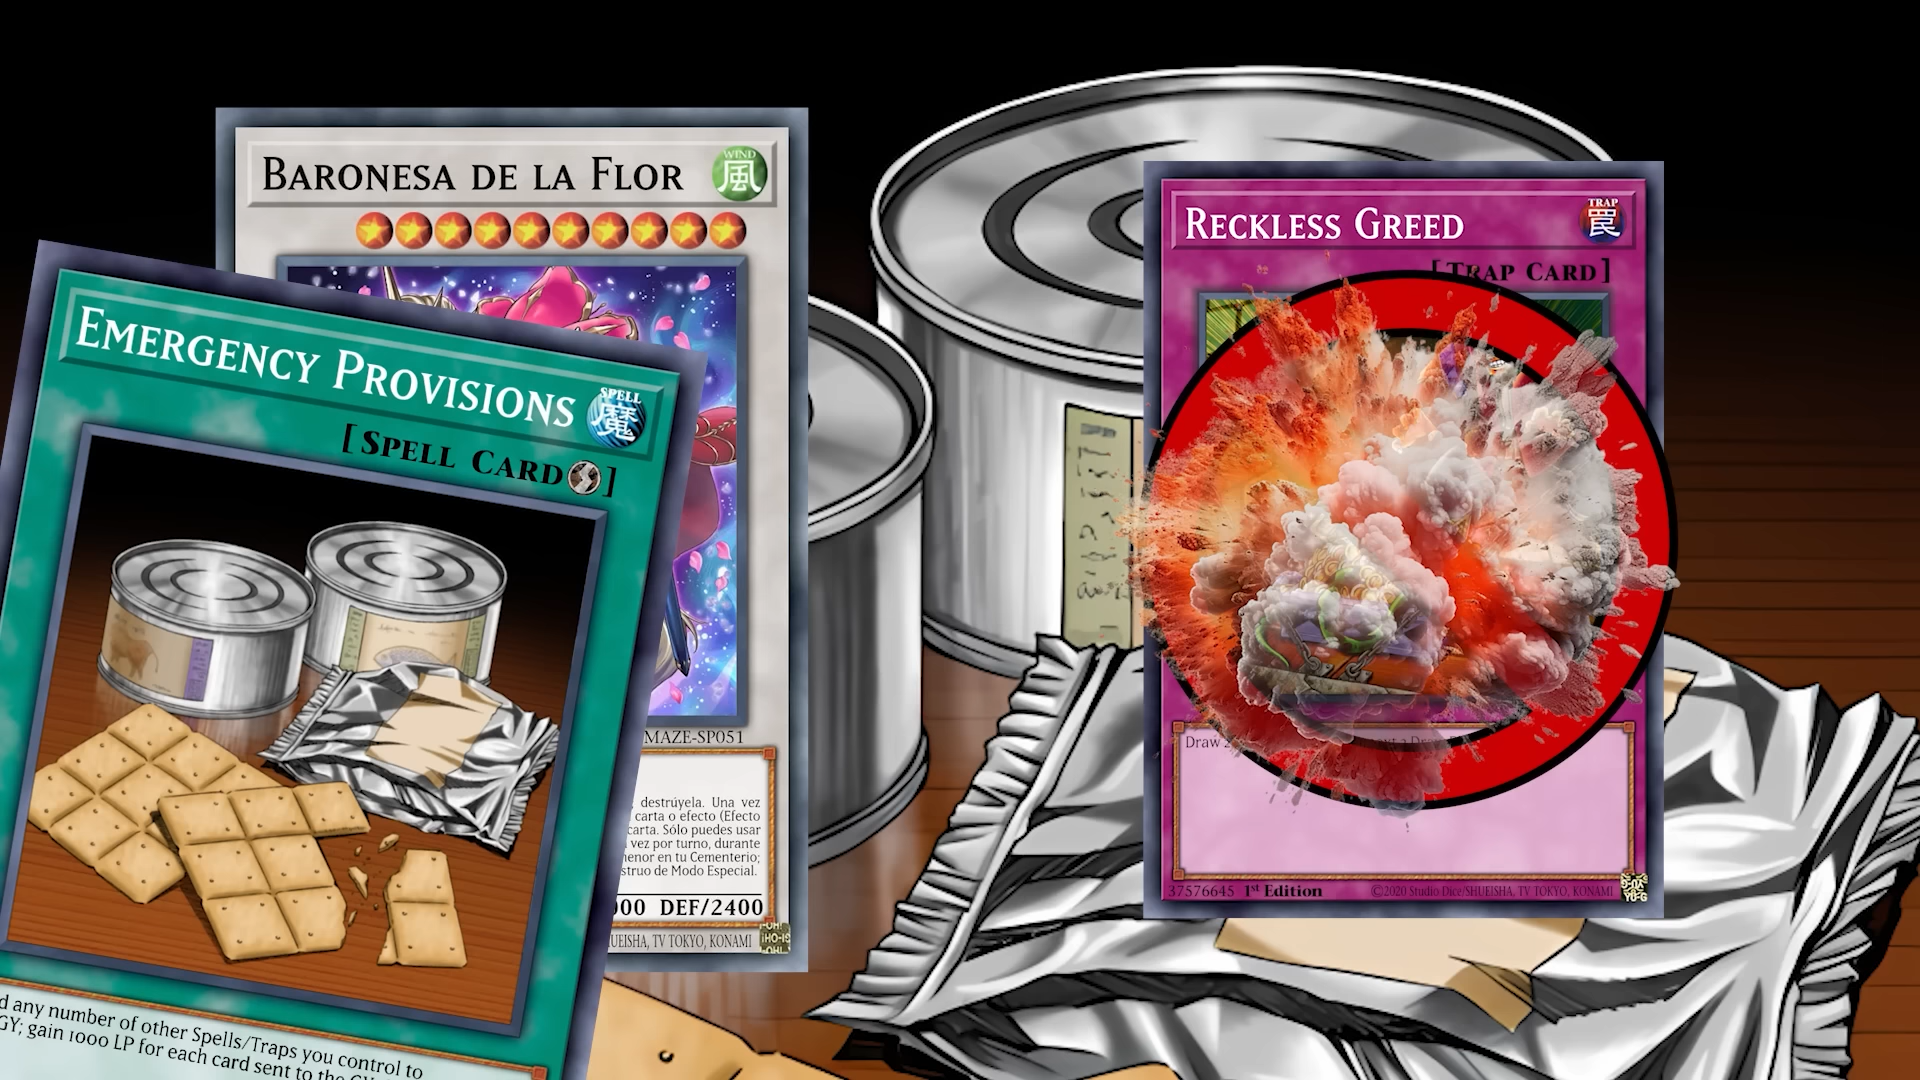 BARONESA DE LA FLOR
WIND
風
MAZE-SP051
destrúyela. Una vez
carta o efecto (Efecto
carta. Sólo puedes usar
vez por turno, durante
menor en tu Cementerio;
de Modo Especial.
DEF/2400
TV TOKYO, KONAMI
EMERGENCY PROVISIONS
SPELL
魔
[SPELL CARD]
any number of other Spells/Traps you control to
GY; gain 1000 LP for each card sent to the
RECKLESS GREED
TRAP
罠
[TRAP CARD]
Draw 2
37576645 1st Edition ©2020 Studio Dice/SHUEISHA, TV TOKYO, KONAMI